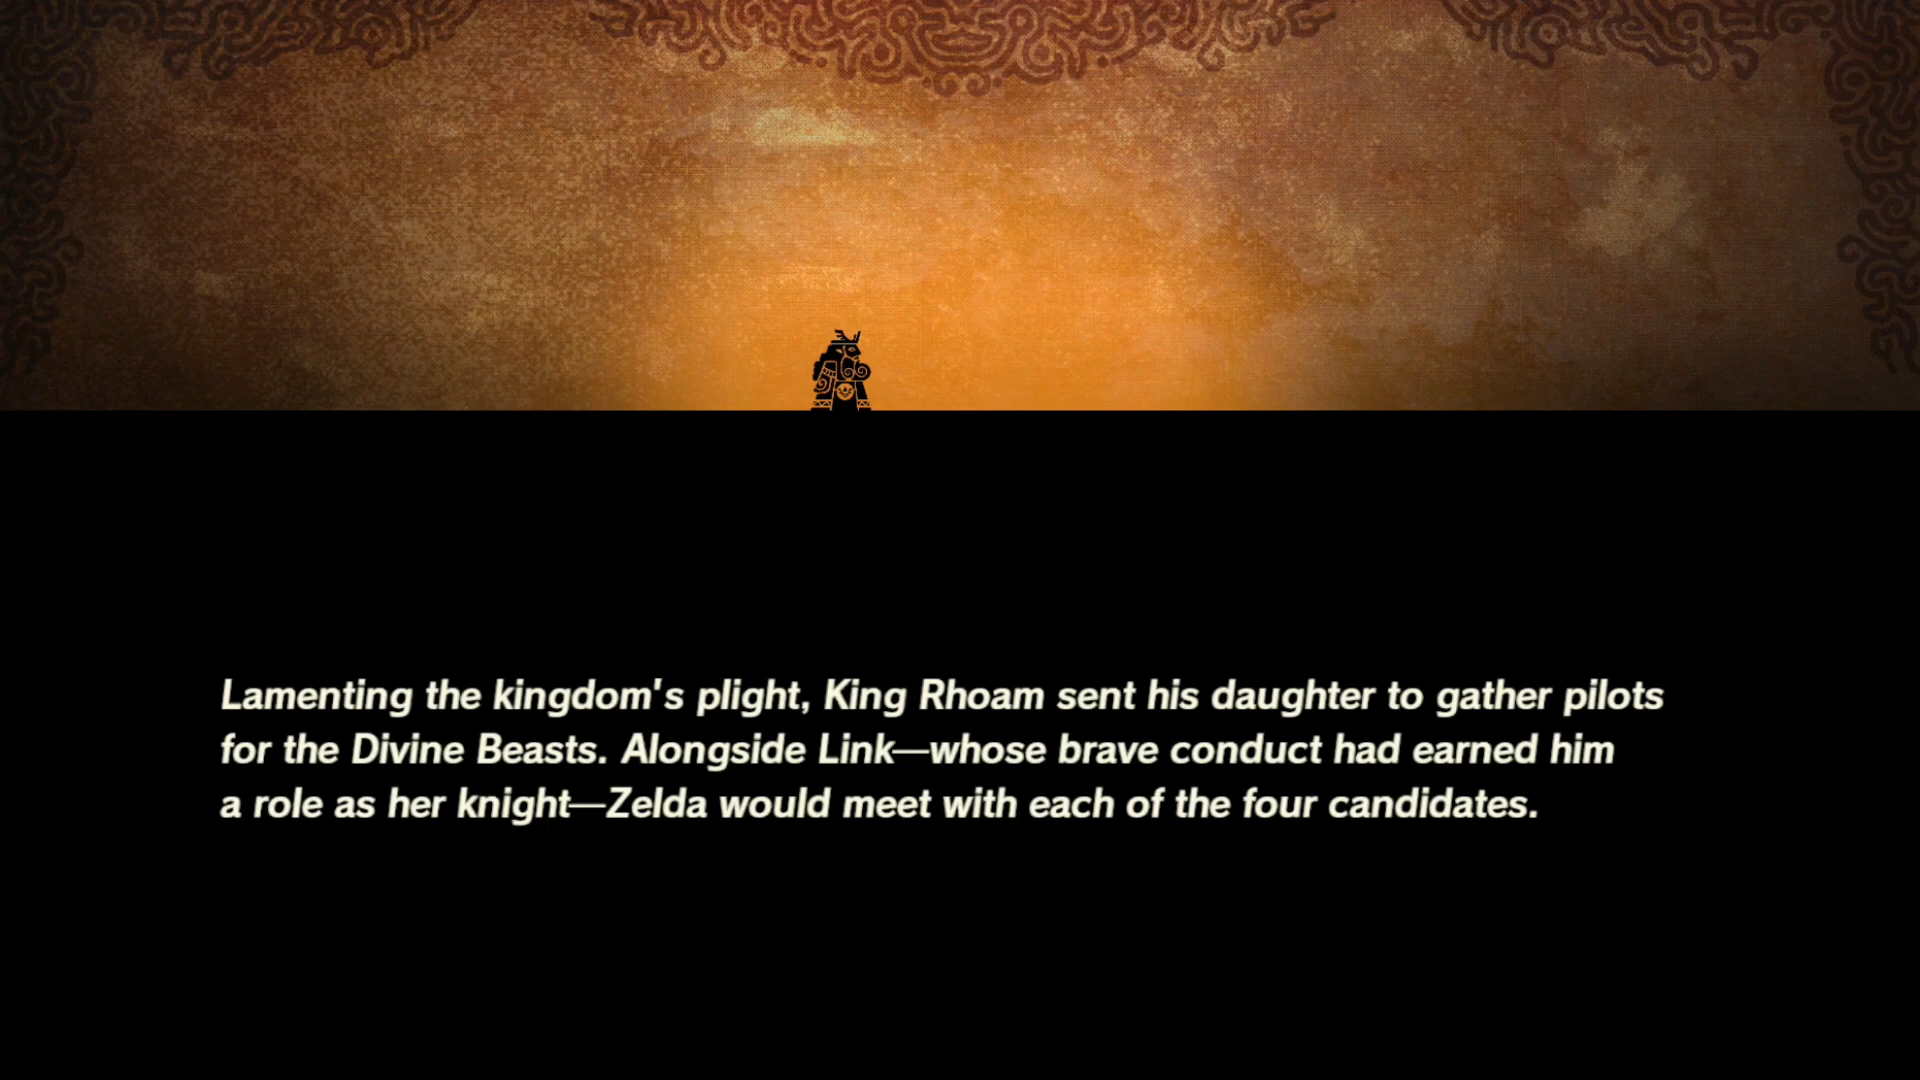 Lamenting the kingdom's plight, King Rhoam sent his daughter to gather pilots
for the Divine Beasts. Alongside Link—whose brave conduct had earned him
a role as her knight—Zelda would meet with each of the four candidates.